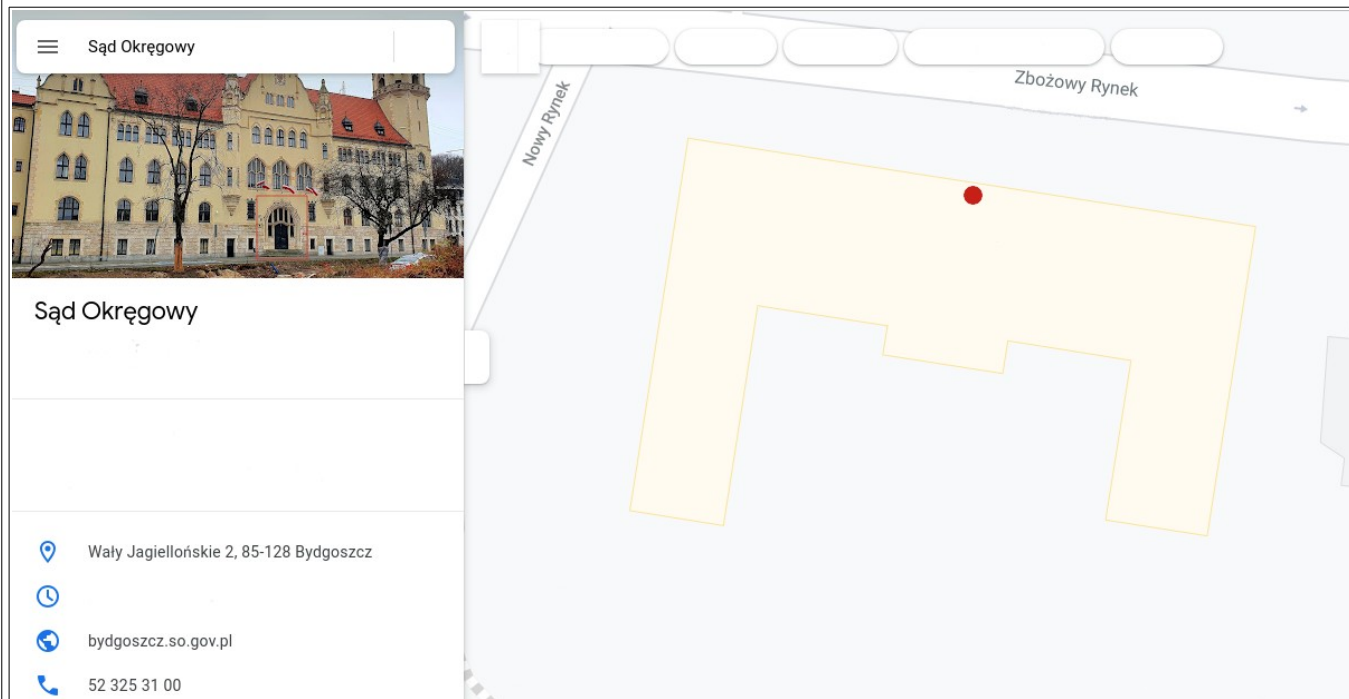 Sąd Okręgowy
Zbożowy Rynek
Nowy Rynek
Sąd Okręgowy
Wały Jagiellońskie 2, 85-128 Bydgoszcz
bydgoszcz.so.gov.pl
52 325 31 00